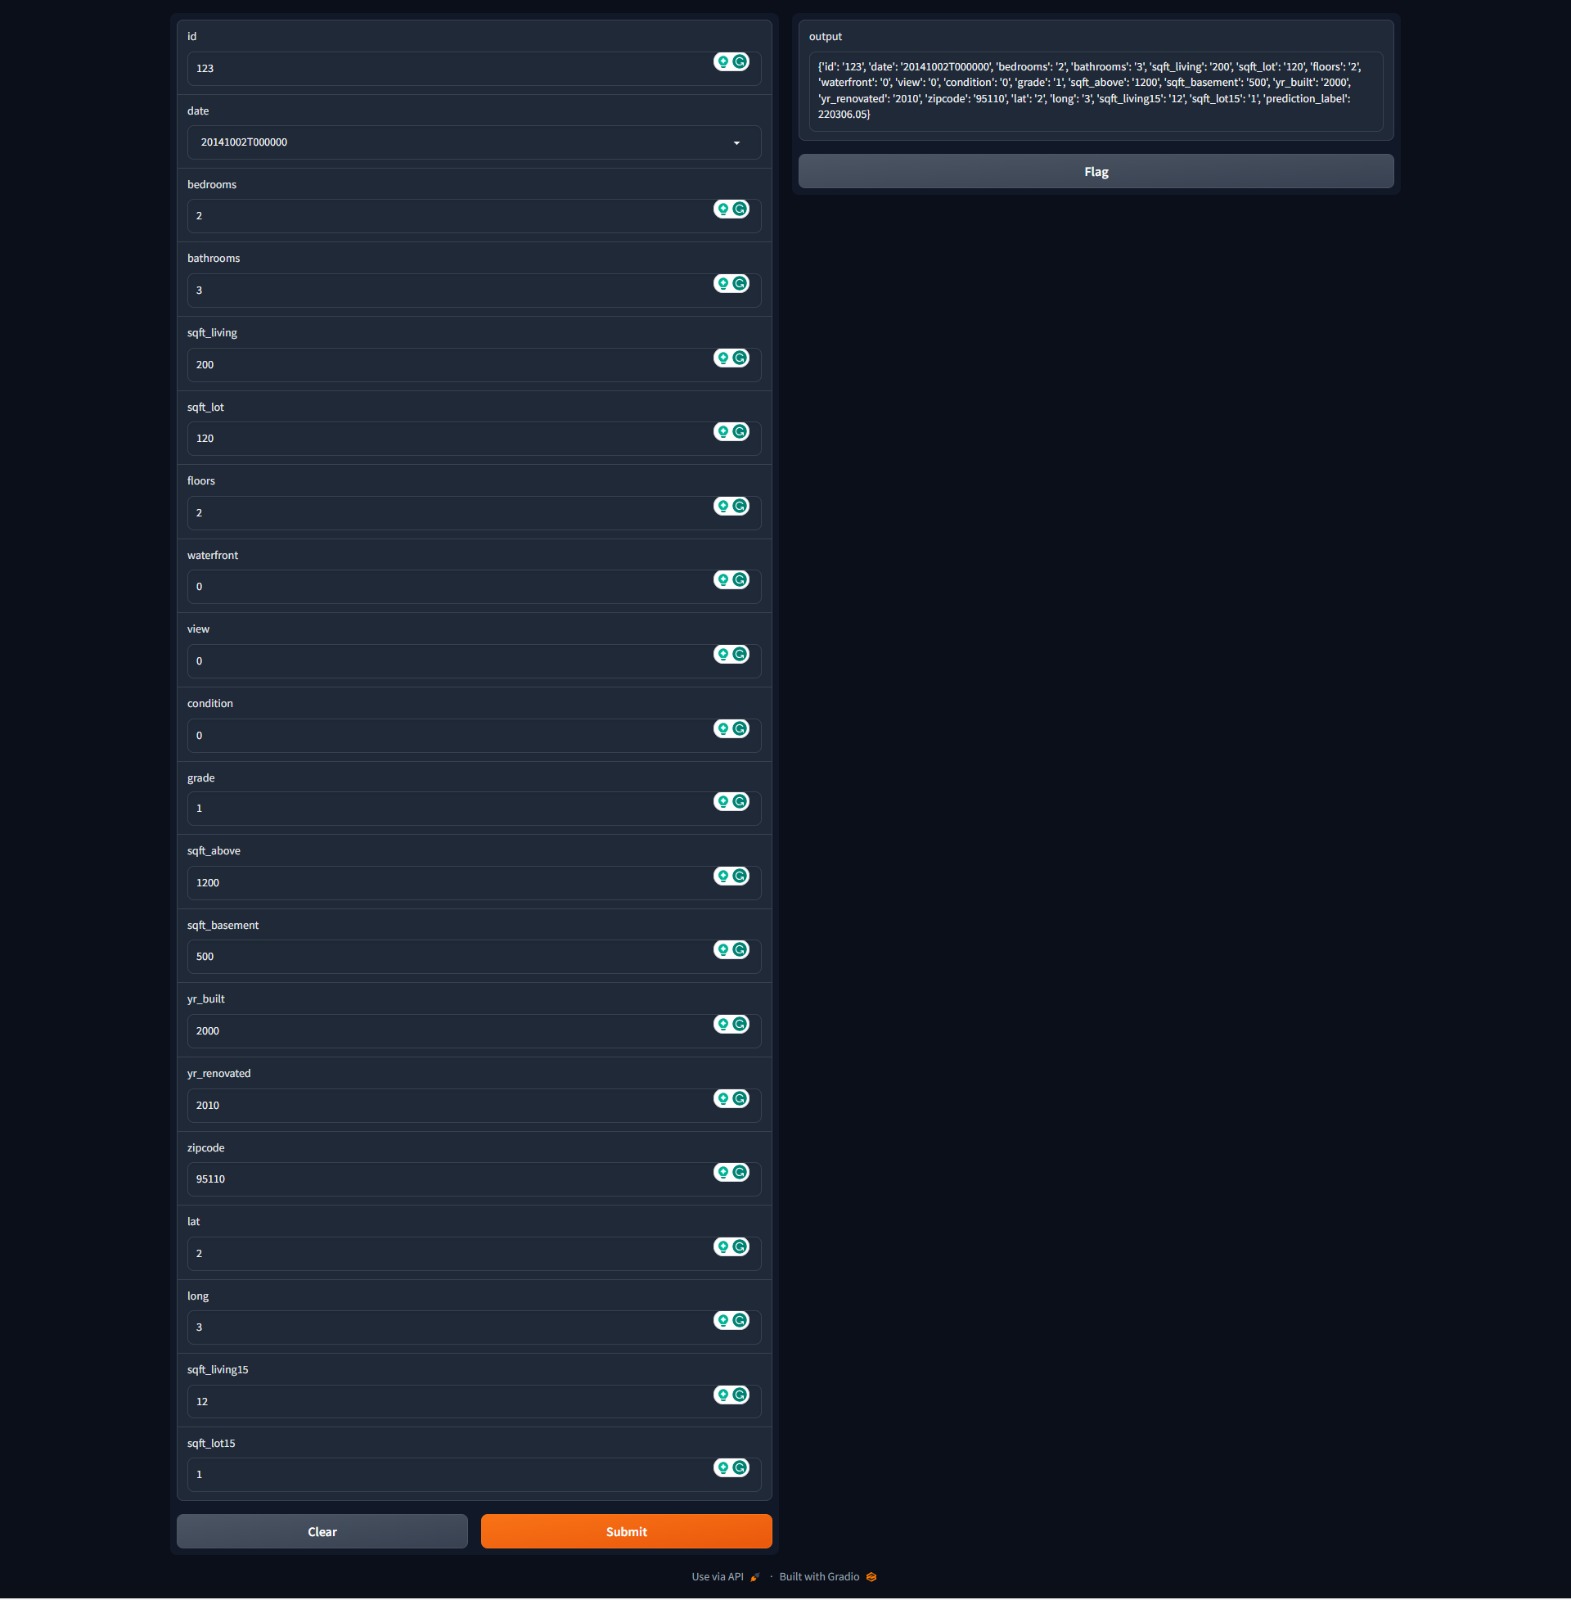 id
123
date
20141002T000000
bedrooms
2
bathrooms
3
sqft_living
200
sqft_lot
120
floors
2
waterfront
0
view
0
condition
0
grade
1
sqft_above
1200
sqft_basement
500
yr_built
2000
yr_renovated
2010
zipcode
95110
lat
2
long
3
sqft_living15
12
sqft_lot15
1
Clear
Submit
output
{'id': '123', 'date': '20141002T000000', 'bedrooms': '2', 'bathrooms': '3', 'sqft_living': '200', 'sqft_lot': '120', 'floors': '2',
'waterfront': '0', 'view': '0', 'condition': '0', 'grade': '1', 'sqft_above': '1200', 'sqft_basement': '500', 'yr_built': '2000',
'yr_renovated': '2010', 'zipcode': '95110', 'lat': '2', 'long': '3', 'sqft_living15': '12', 'sqft_lot15': '1', 'prediction_label':
220306.05}
Flag
Use via API · Built with Gradio